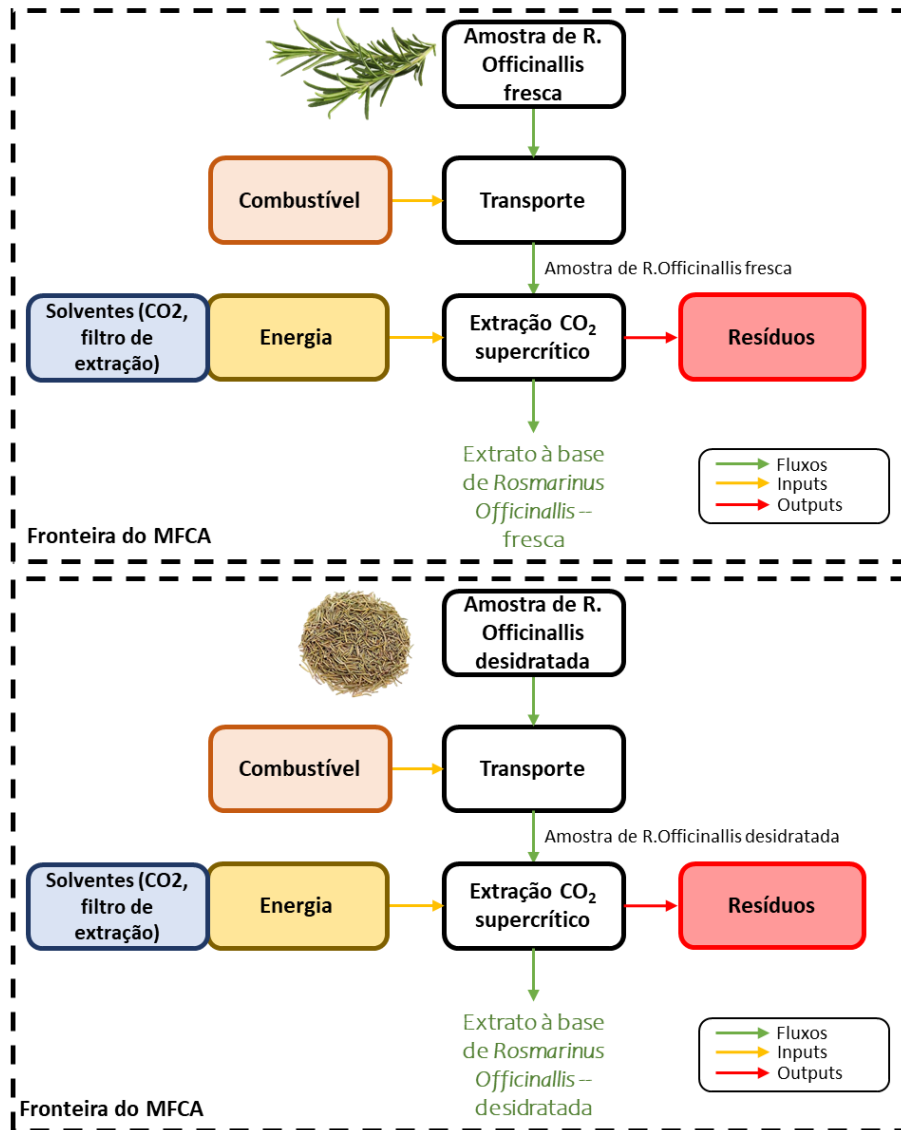 Amostra de R.
Officinallis
fresca
Combustível
Transporte
Amostra de R.Officinallis fresca
Solventes (CO2,
filtro de
extração)
Energia
Extração CO₂
supercrítico
Resíduos
Extrato à base
de Rosmarinus
Officinallis --
fresca
Fluxos
Inputs
Outputs
Fronteira do MFCA
Amostra de R.
Officinallis
desidratada
Combustível
Transporte
Amostra de R.Officinallis desidratada
Solventes (CO2,
filtro de
extração)
Energia
Extração CO₂
supercrítico
Resíduos
Extrato à base
de Rosmarinus
Officinallis --
desidratada
Fluxos
Inputs
Outputs
Fronteira do MFCA